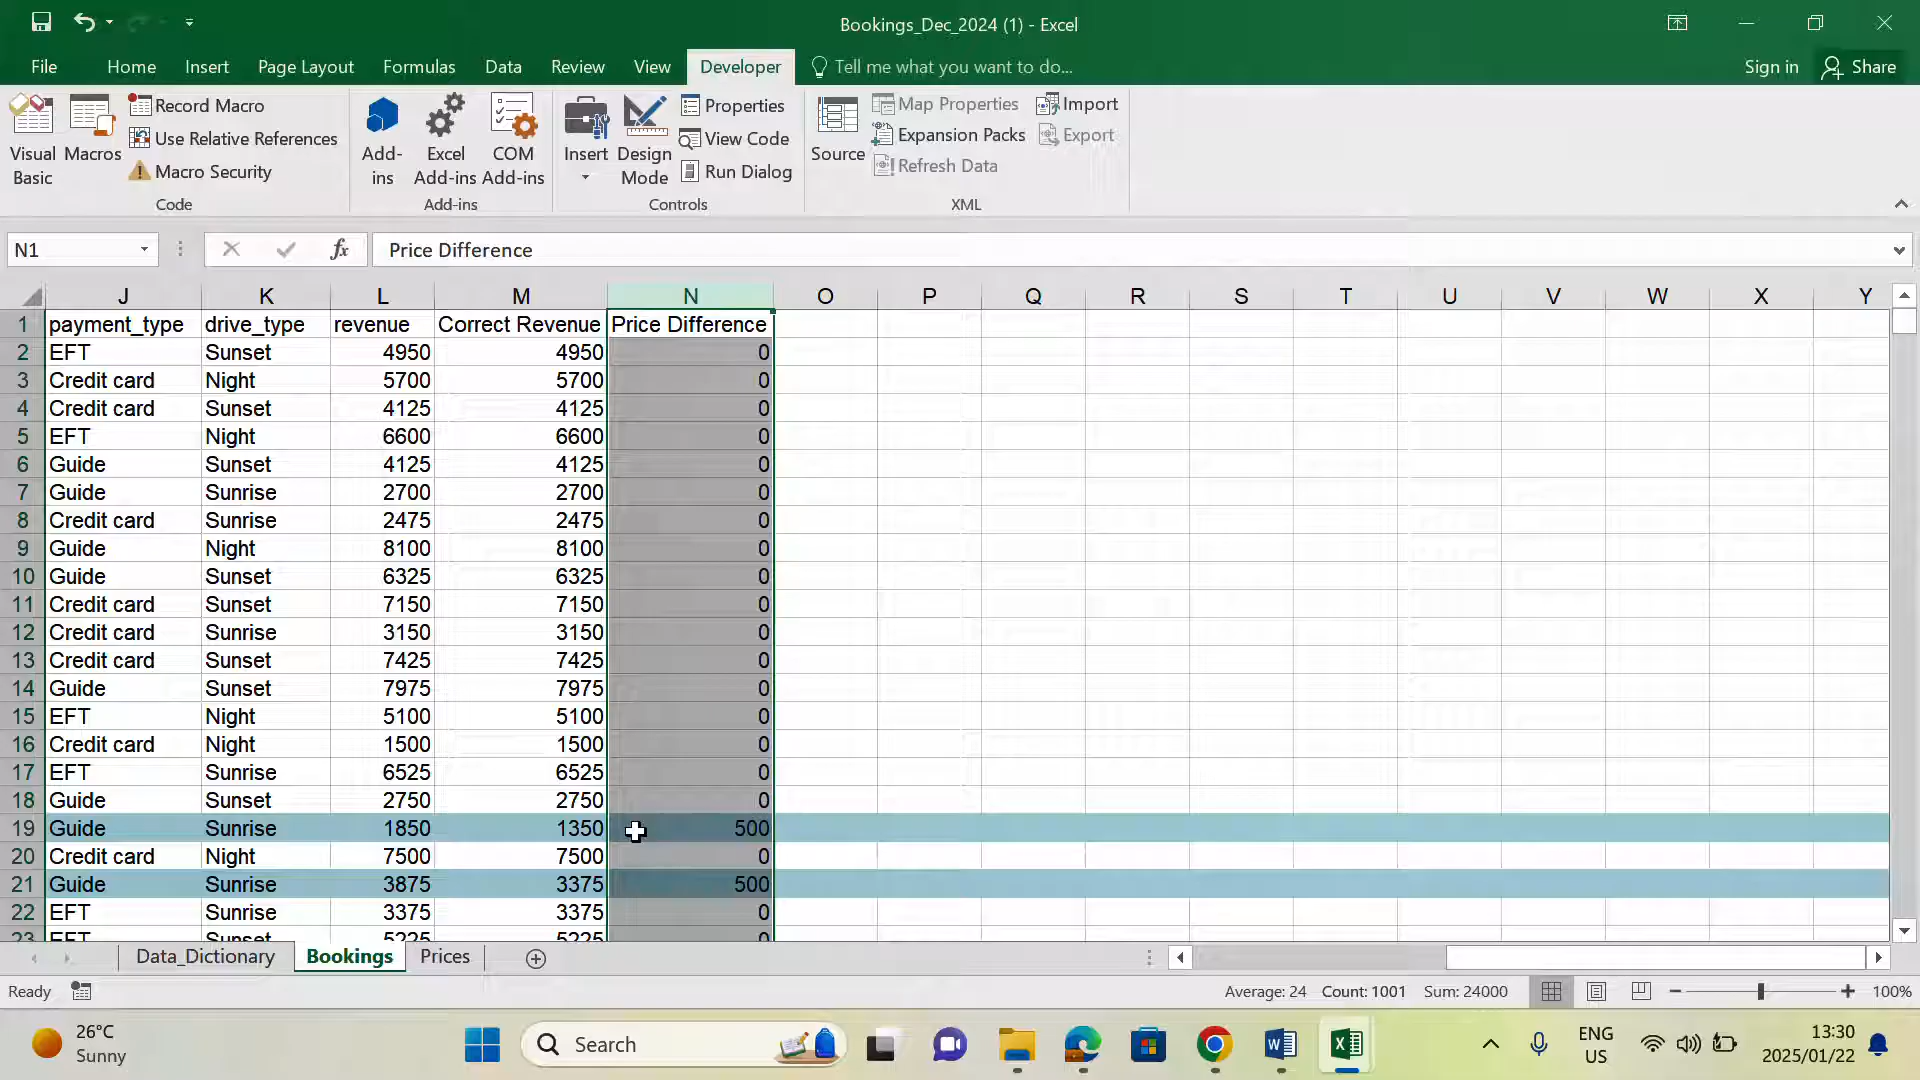 Bookings_Dec_2024 (1) - Excel
File Home Insert Page Layout Formulas Data Review View Developer Tell me what you want to do... Sign in Share
Visual Basic
Macros
Record Macro
Use Relative References
Macro Security
Code
Add-ins
Excel Add-ins
COM Add-ins
Add-ins
Insert
Design Mode
Properties
View Code
Run Dialog
Controls
Source
Map Properties
Expansion Packs
Refresh Data
Import
Export
XML
N1 fx Price Difference
J K L M N O P Q R S T U V W X Y
1 payment_type drive_type revenue Correct Revenue Price Difference
2 EFT Sunset 4950 4950 0
3 Credit card Night 5700 5700 0
4 Credit card Sunset 4125 4125 0
5 EFT Night 6600 6600 0
6 Guide Sunset 4125 4125 0
7 Guide Sunrise 2700 2700 0
8 Credit card Sunrise 2475 2475 0
9 Guide Night 8100 8100 0
10 Guide Sunset 6325 6325 0
11 Credit card Sunset 7150 7150 0
12 Credit card Sunrise 3150 3150 0
13 Credit card Sunset 7425 7425 0
14 Guide Sunset 7975 7975 0
15 EFT Night 5100 5100 0
16 Credit card Night 1500 1500 0
17 EFT Sunrise 6525 6525 0
18 Guide Sunset 2750 2750 0
19 Guide Sunrise 1850 1350 500
20 Credit card Night 7500 7500 0
21 Guide Sunrise 3875 3375 500
22 EFT Sunrise 3375 3375 0
23 EFT Sunset 5225 5225 0
Data_Dictionary Bookings Prices
Ready Average: 24 Count: 1001 Sum: 24000 100%
26°C
Sunny
Search
ENG
US
13:30
2025/01/22